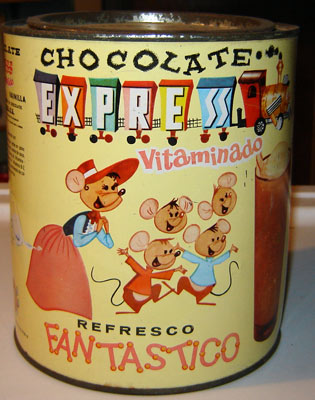 CHOCOLATE
EXPRESS
Vitaminado
REFRESCO
FANTASTICO